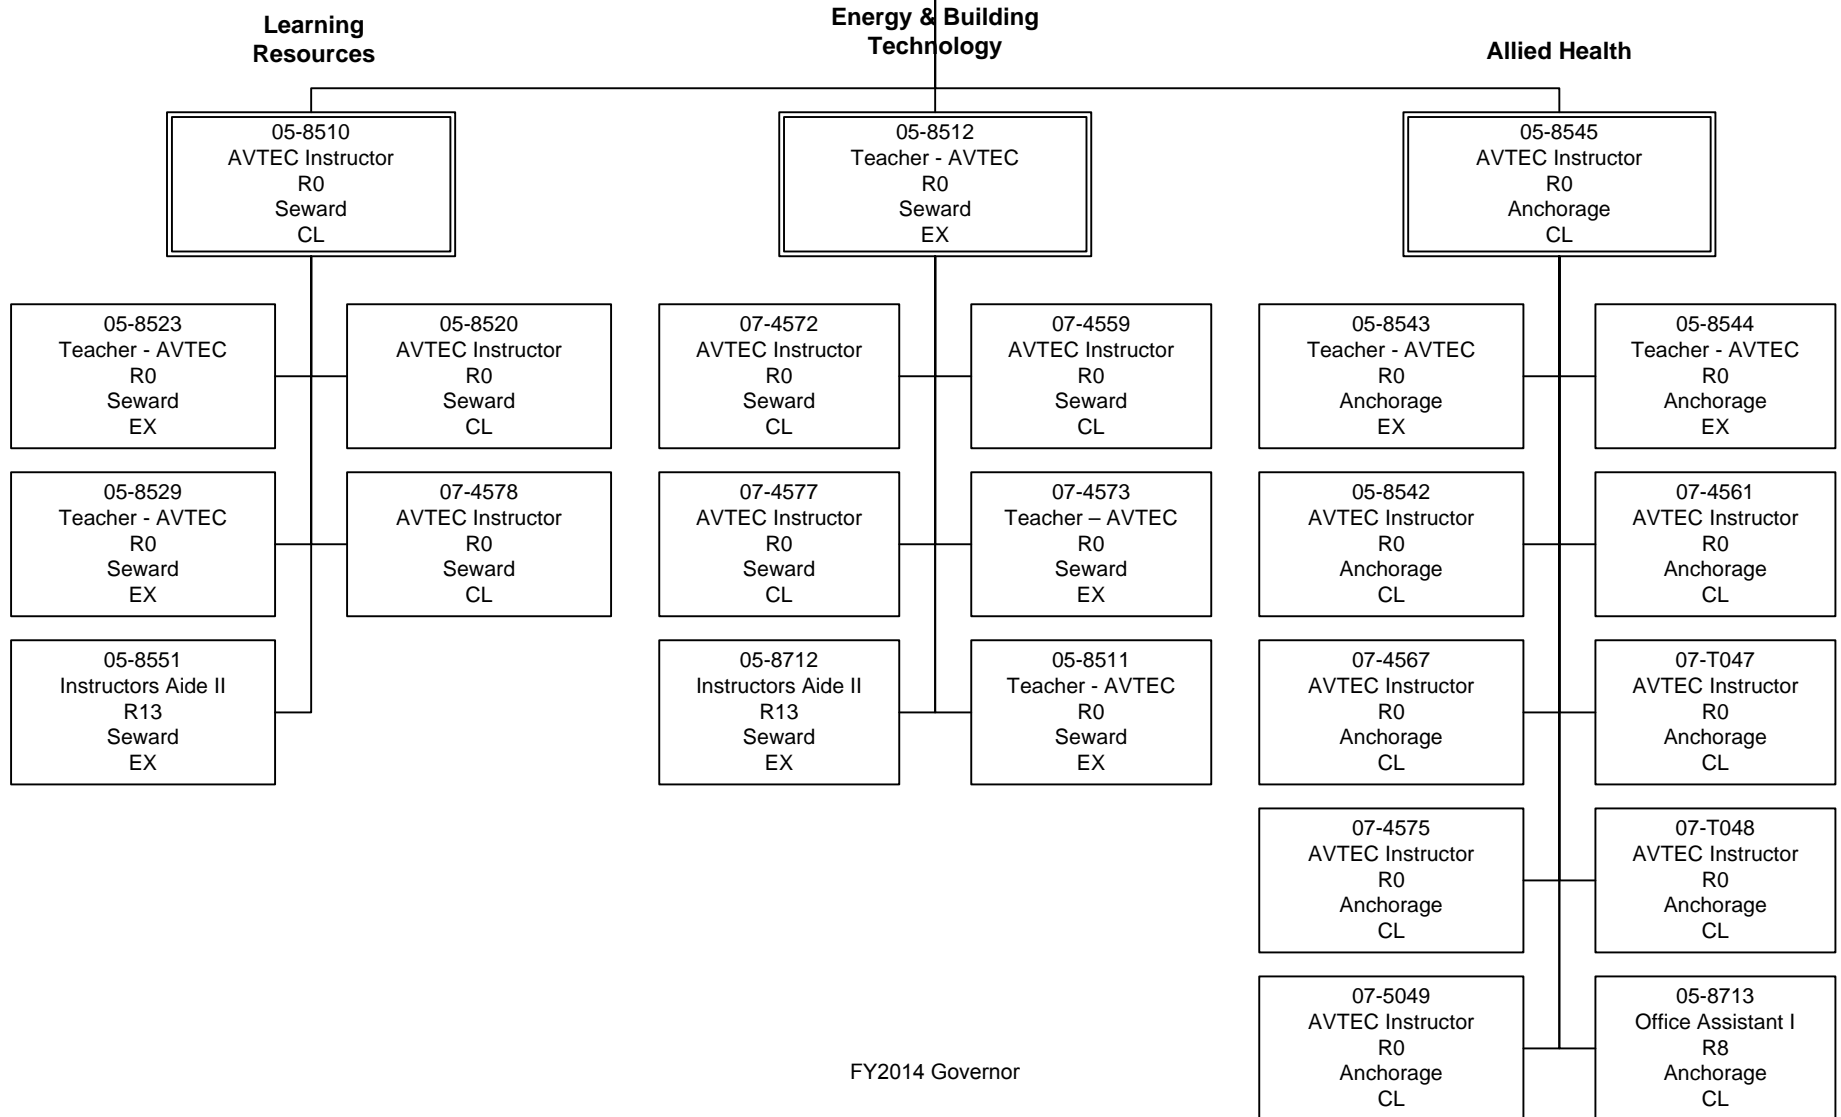 Learning
Resources
Energy & Building
Technology
Allied Health
05-8510
AVTEC Instructor
R0
Seward
CL
05-8512
Teacher - AVTEC
R0
Seward
EX
05-8545
AVTEC Instructor
R0
Anchorage
CL
05-8523
Teacher - AVTEC
R0
Seward
EX
05-8520
AVTEC Instructor
R0
Seward
CL
07-4572
AVTEC Instructor
R0
Seward
CL
07-4559
AVTEC Instructor
R0
Seward
CL
05-8543
Teacher - AVTEC
R0
Anchorage
EX
05-8544
Teacher - AVTEC
R0
Anchorage
EX
05-8529
Teacher - AVTEC
R0
Seward
EX
07-4578
AVTEC Instructor
R0
Seward
CL
07-4577
AVTEC Instructor
R0
Seward
CL
07-4573
Teacher – AVTEC
R0
Seward
EX
05-8542
AVTEC Instructor
R0
Anchorage
CL
07-4561
AVTEC Instructor
R0
Anchorage
CL
05-8551
Instructors Aide II
R13
Seward
EX
05-8712
Instructors Aide II
R13
Seward
EX
05-8511
Teacher - AVTEC
R0
Seward
EX
07-4567
AVTEC Instructor
R0
Anchorage
CL
07-T047
AVTEC Instructor
R0
Anchorage
CL
07-4575
AVTEC Instructor
R0
Anchorage
CL
07-T048
AVTEC Instructor
R0
Anchorage
CL
07-5049
AVTEC Instructor
R0
Anchorage
CL
05-8713
Office Assistant I
R8
Anchorage
CL
FY2014 Governor